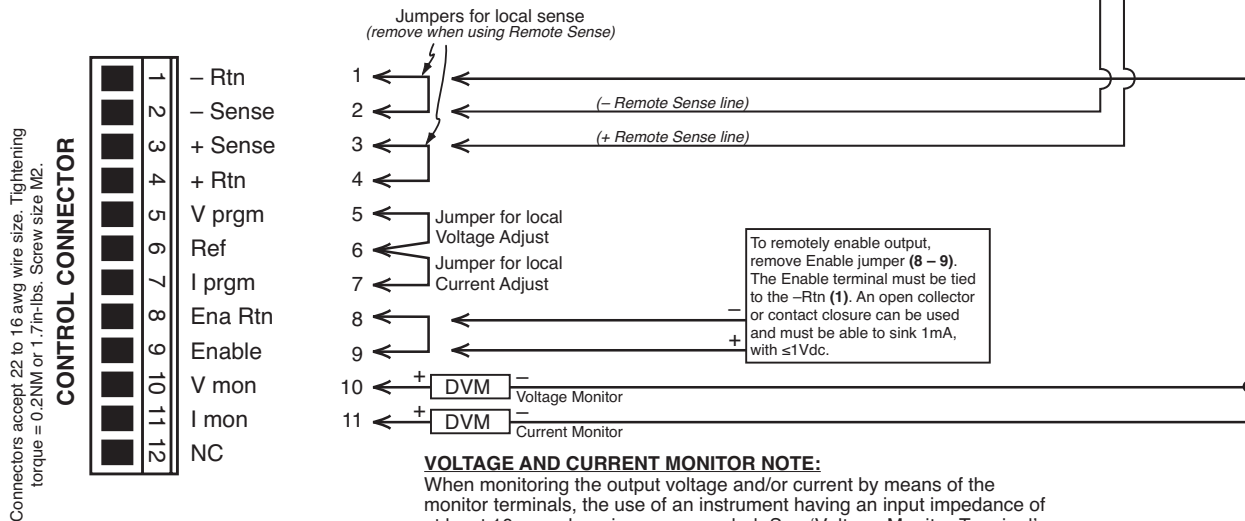 Jumpers for local sense
(remove when using Remote Sense)
Connectors accept 22 to 16 awg wire size. Tightening
torque = 0.2NM or 1.7in-lbs. Screw size M2.
CONTROL CONNECTOR
1 – Rtn 1
2 – Sense 2 (– Remote Sense line)
3 + Sense 3 (+ Remote Sense line)
4 + Rtn 4
5 V prgm 5
Jumper for local
Voltage Adjust
6 Ref 6
Jumper for local
Current Adjust
7 I prgm 7
8 Ena Rtn 8 –
9 Enable 9 +
To remotely enable output,
remove Enable jumper (8 – 9).
The Enable terminal must be tied
to the –Rtn (1). An open collector
or contact closure can be used
and must be able to sink 1mA,
with ≤1Vdc.
10 V mon 10 + DVM – Voltage Monitor
11 I mon 11 + DVM – Current Monitor
12 NC
VOLTAGE AND CURRENT MONITOR NOTE:
When monitoring the output voltage and/or current by means of the
monitor terminals, the use of an instrument having an input impedance of